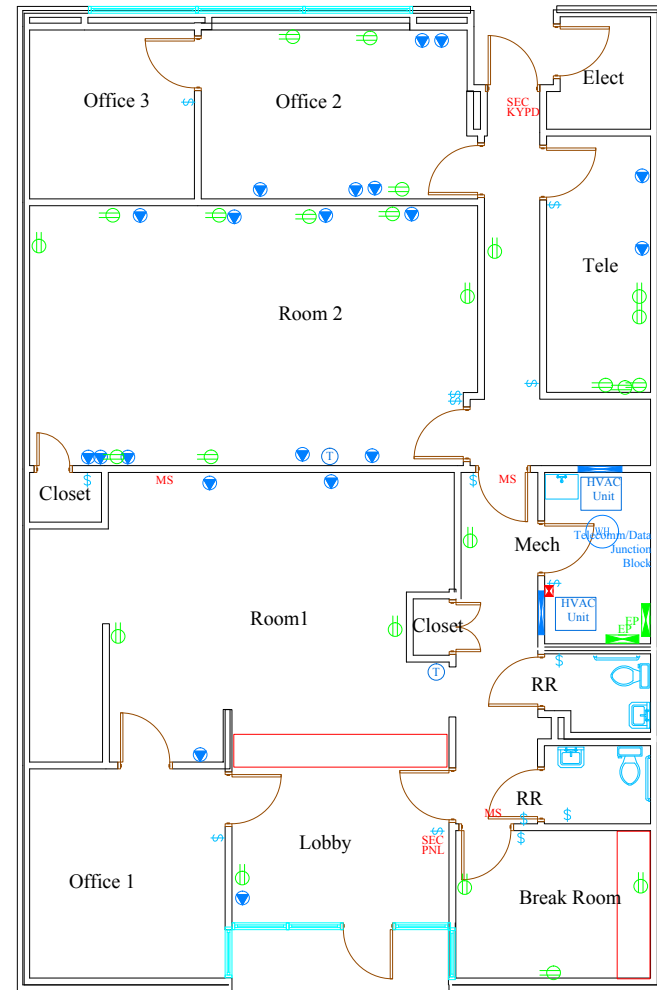 Office 3
Office 2
Elect
SEC
KYPD
$
$
Tele
Room 2
$
$
$
T
Closet
$
MS
MS
$
HVAC
Unit
WH
Mech
Telecomm/Data
Junction
Block
$
HVAC
Unit
EP
EP
Room1
Closet
T
$
RR
RR
MS
$
$
$
$
Lobby
$
SEC
PNL
Office 1
Break Room